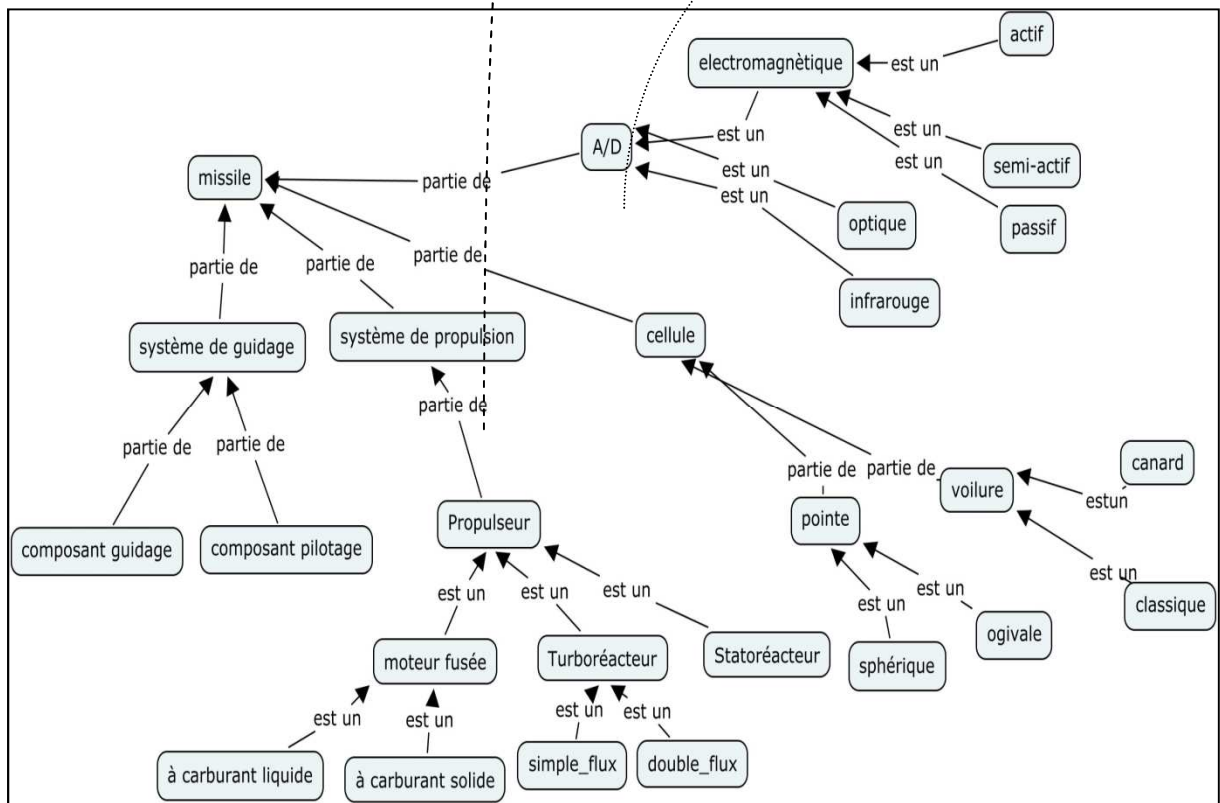 actif
electromagnètique
est un
A/D
est un
est un
semi-actif
missile
partie de
est un
est un
est un
optique
passif
partie de
partie de
partie de
infrarouge
système de guidage
système de propulsion
cellule
partie de
partie de
partie de
partie de
partie de
canard
voilure
estun
composant guidage
composant pilotage
Propulseur
pointe
est un
classique
est un
est un
est un
est un
est un
ogivale
moteur fusée
Turboréacteur
Statoréacteur
sphérique
est un
est un
est un
est un
à carburant liquide
à carburant solide
simple_flux
double_flux